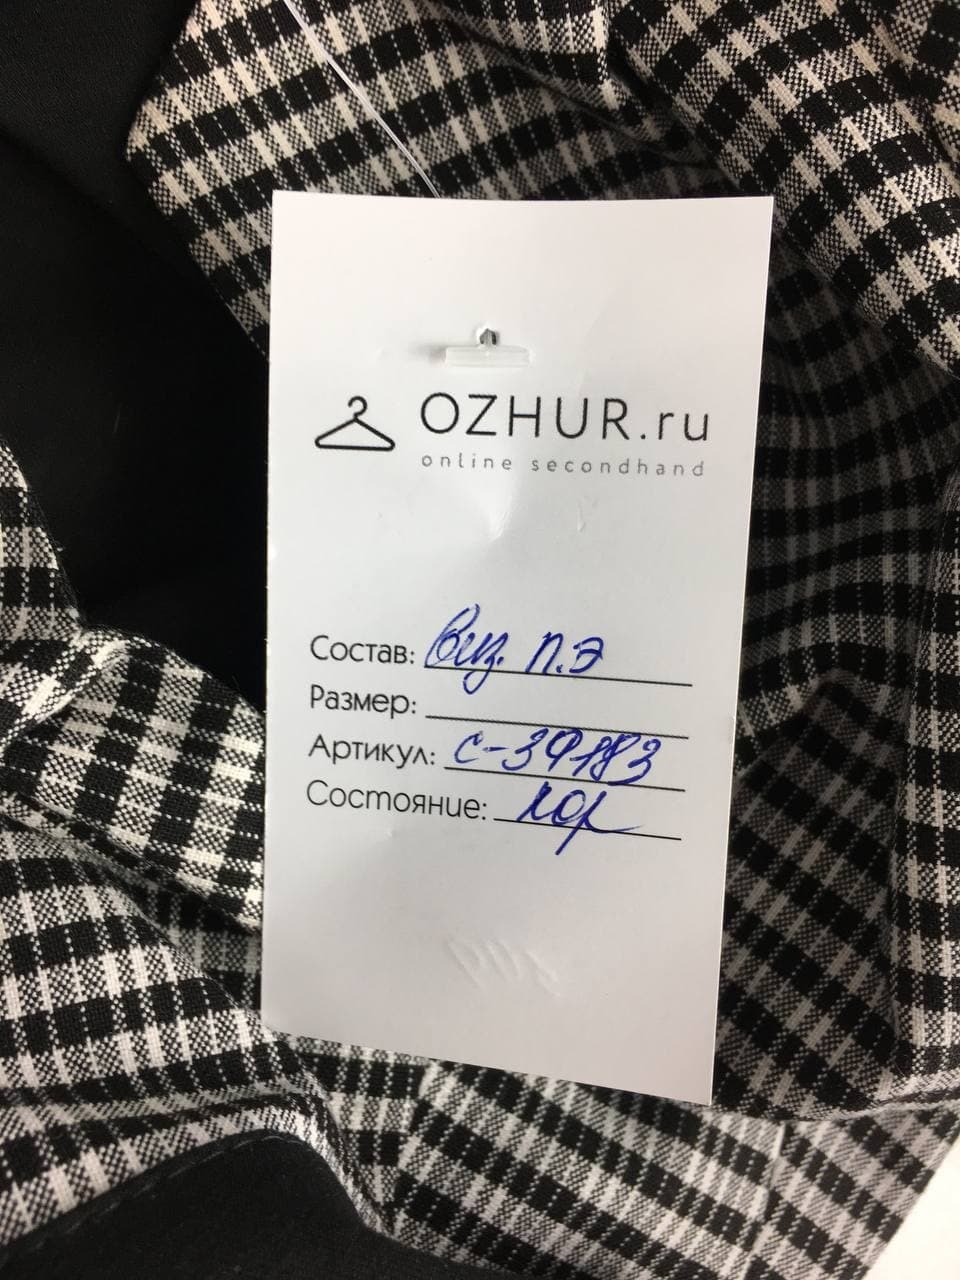 OZHUR.ru
online secondhand
Состав: Виз. П.Э
Размер:
Артикул: с-39183
Состояние: хор